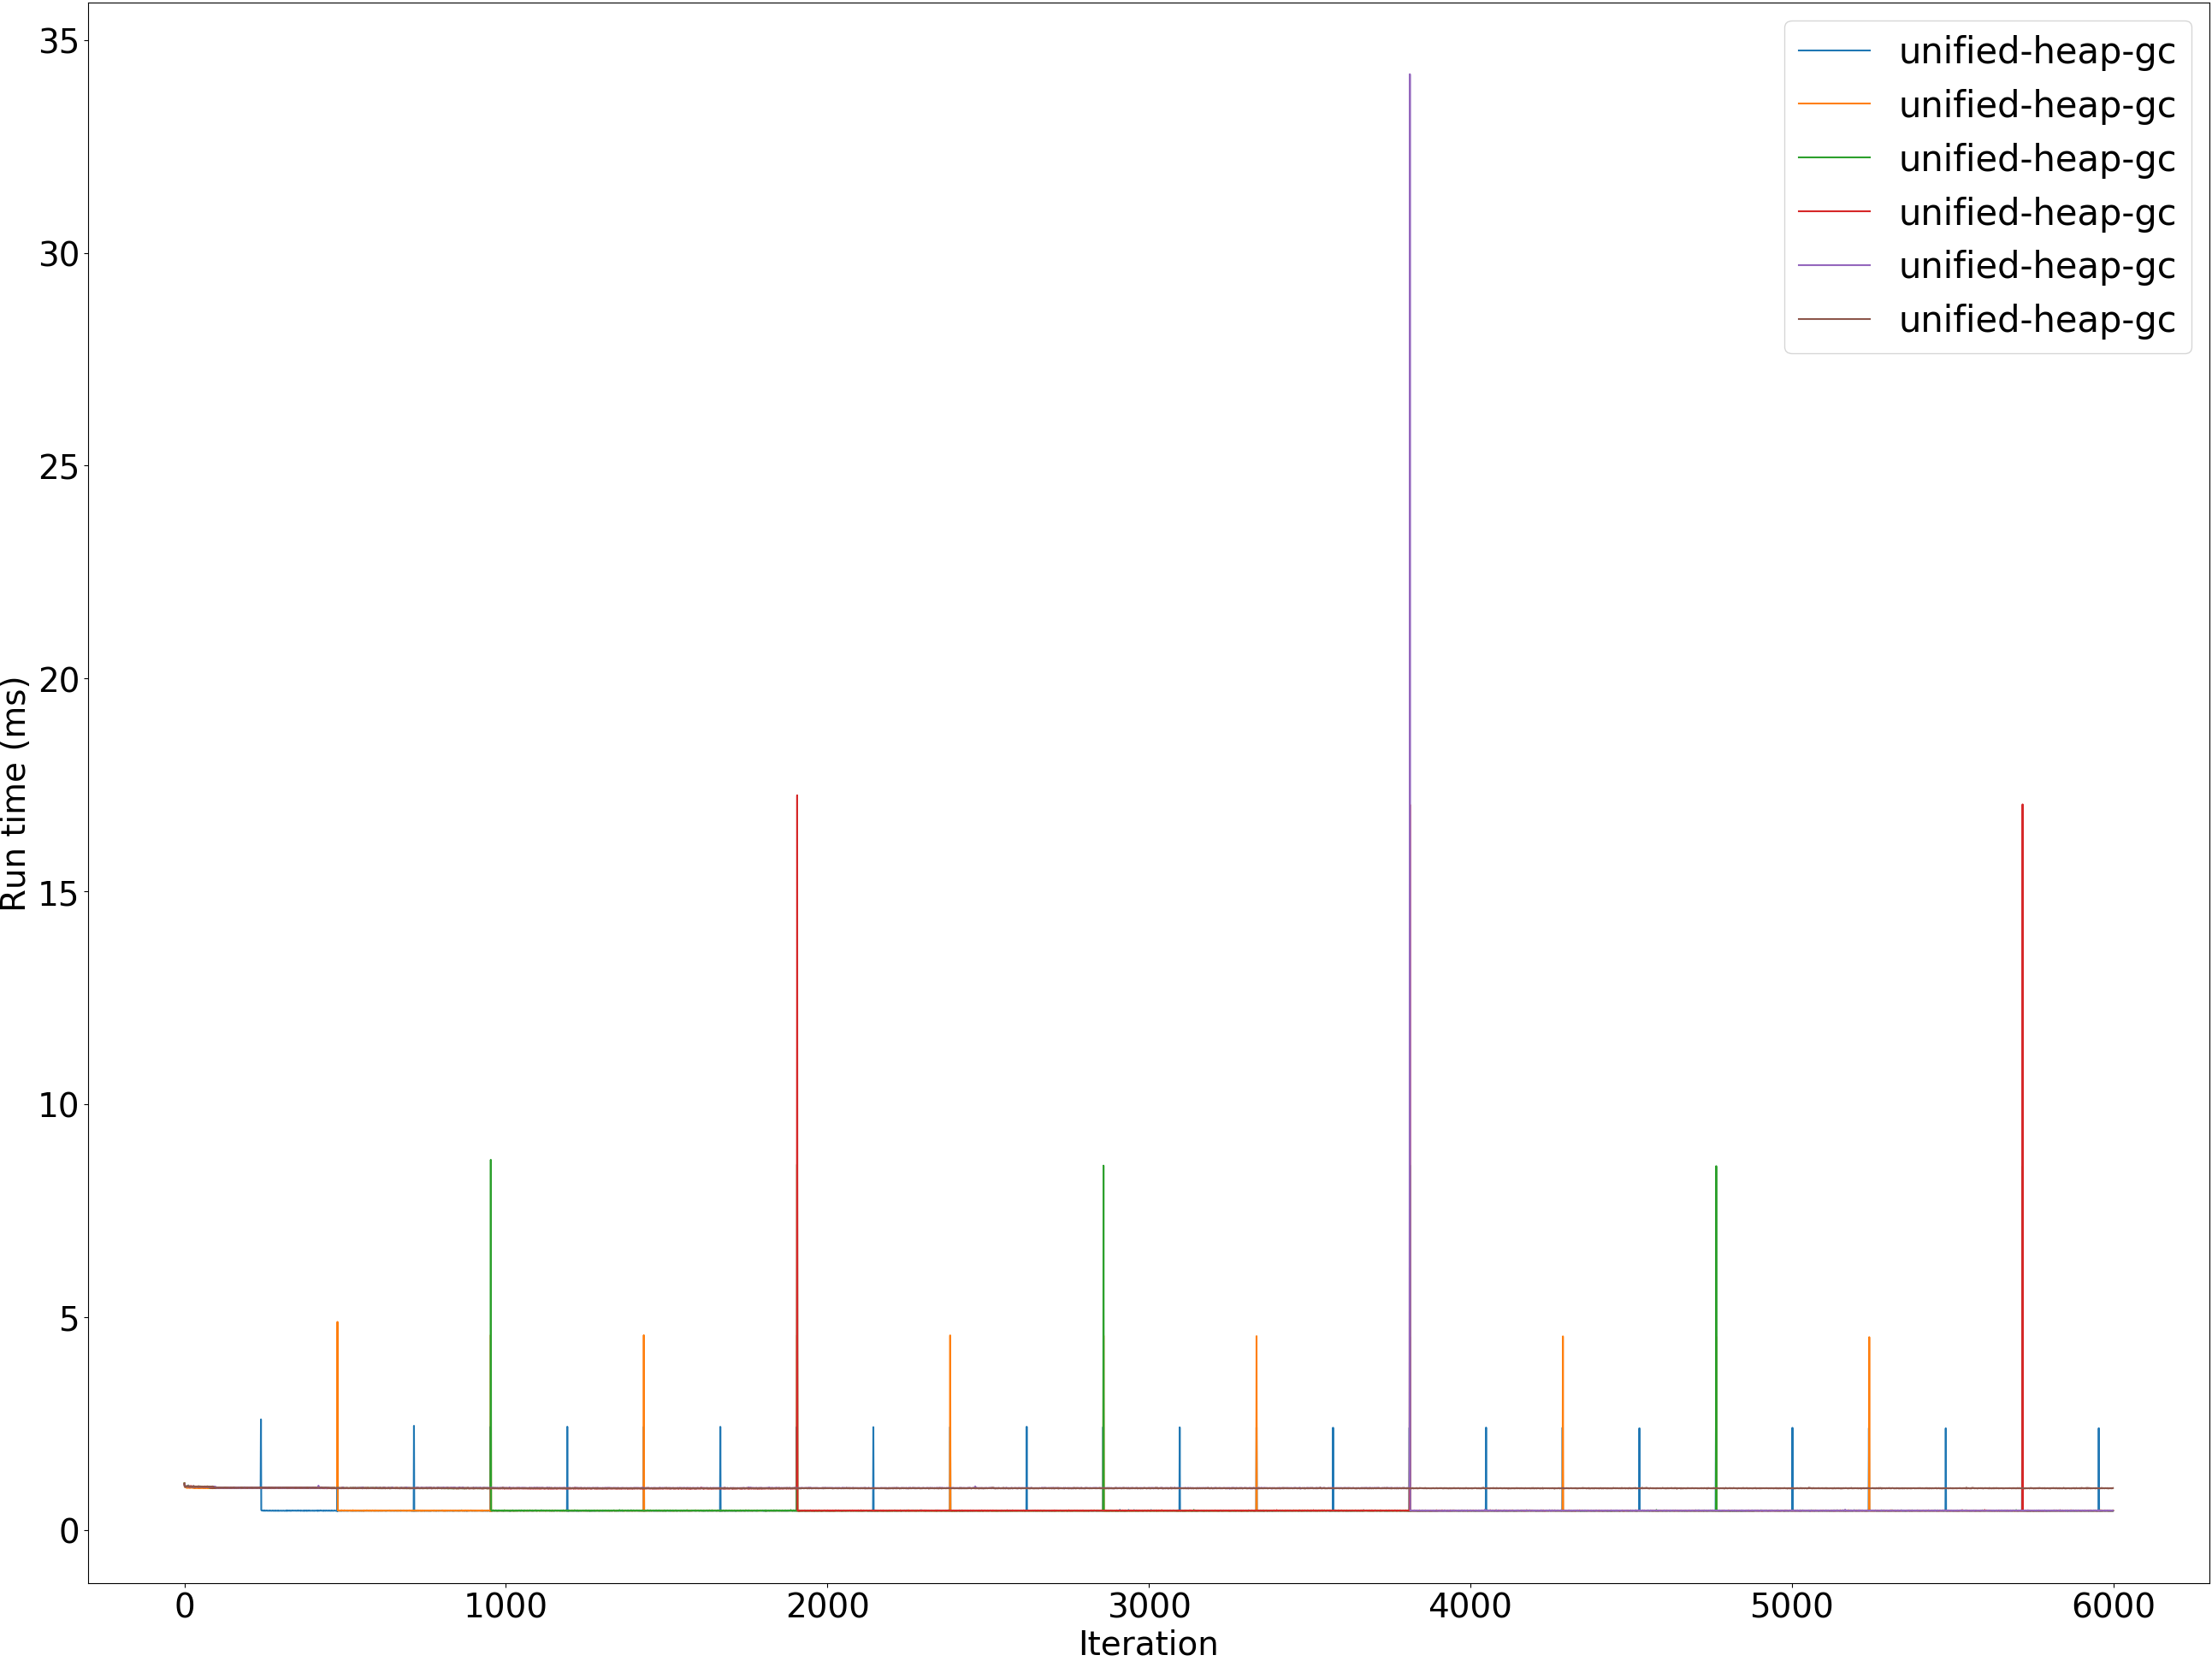 35
30
25
20
15
10
5
0
Run time (ms)
unified-heap-gc
unified-heap-gc
unified-heap-gc
unified-heap-gc
unified-heap-gc
unified-heap-gc
0 1000 2000 3000 4000 5000 6000
Iteration